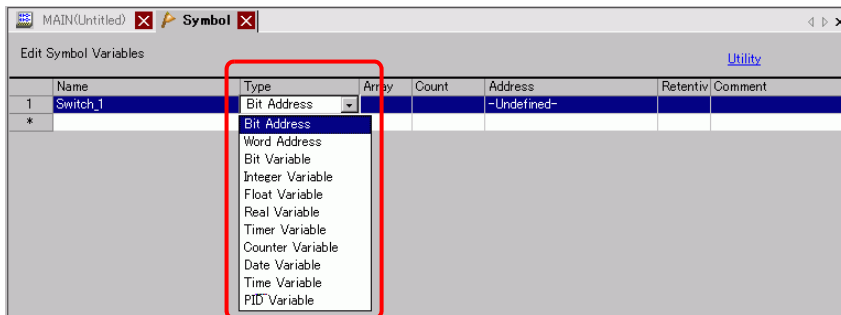 MAIN(Untitled) Symbol
Edit Symbol Variables Utility
Name Type Array Count Address Retentiv Comment
1 Switch_1 Bit Address -Undefined-
* Bit Address
Word Address
Bit Variable
Integer Variable
Float Variable
Real Variable
Timer Variable
Counter Variable
Date Variable
Time Variable
PID Variable